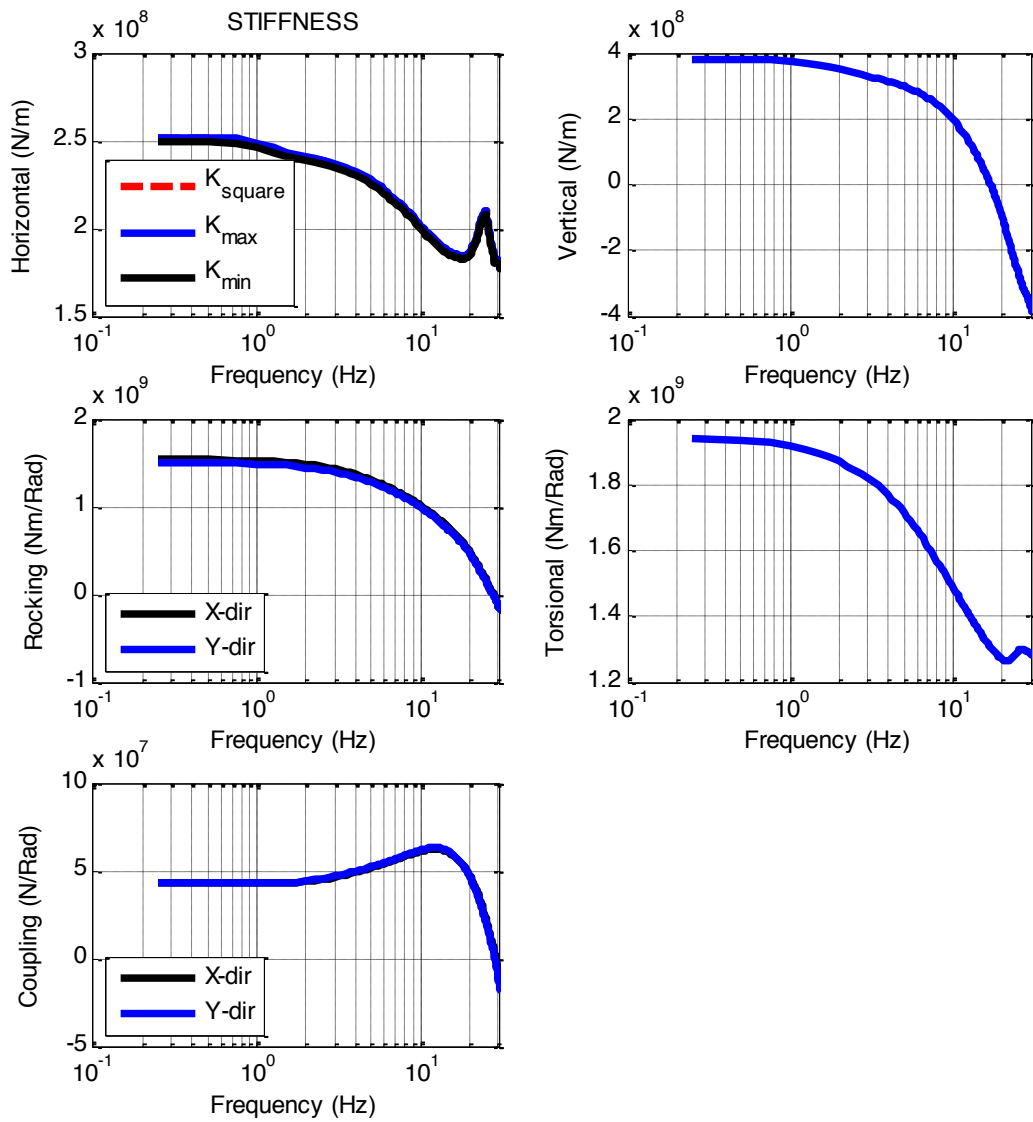 STIFFNESS
x 10^8
3
2.5
2
1.5
Horizontal (N/m)
K_square
K_max
K_min
10^-1
10^0
10^1
Frequency (Hz)
x 10^8
4
2
0
-2
-4
Vertical (N/m)
10^-1
10^0
10^1
Frequency (Hz)
x 10^9
2
1
0
-1
Rocking (Nm/Rad)
X-dir
Y-dir
10^-1
10^0
10^1
Frequency (Hz)
x 10^9
2
1.8
1.6
1.4
1.2
Torsional (Nm/Rad)
10^-1
10^0
10^1
Frequency (Hz)
x 10^7
10
5
0
-5
Coupling (N/Rad)
X-dir
Y-dir
10^-1
10^0
10^1
Frequency (Hz)